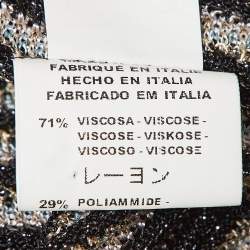 FABRIQUE EN ITALIE
HECHO EN ITALIA
FABRICADO EM ITALIA
71% VISCOSA - VISCOSE -
VISCOSE - VISKOSE -
VISCOSO - VISCOSE
レーヨン
29% POLIAMMIDE -